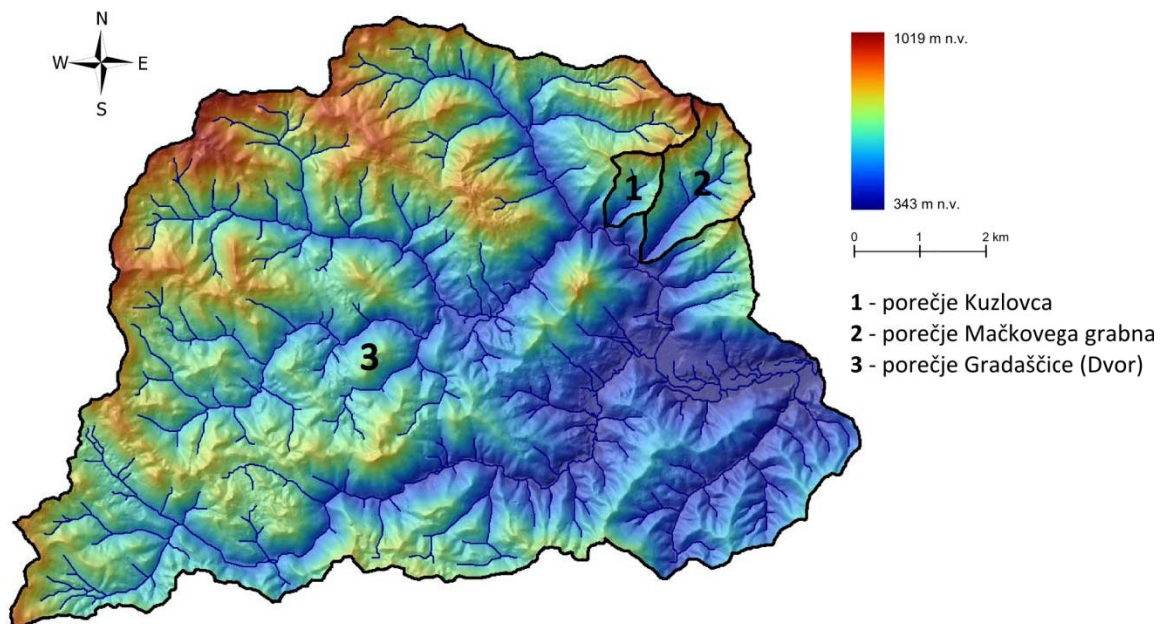 N
W E
S
1
2
3
1019 m n.v.
343 m n.v.
0 1 2 km
1 - porečje Kuzlovca
2 - porečje Mačkovega grabna
3 - porečje Gradaščice (Dvor)